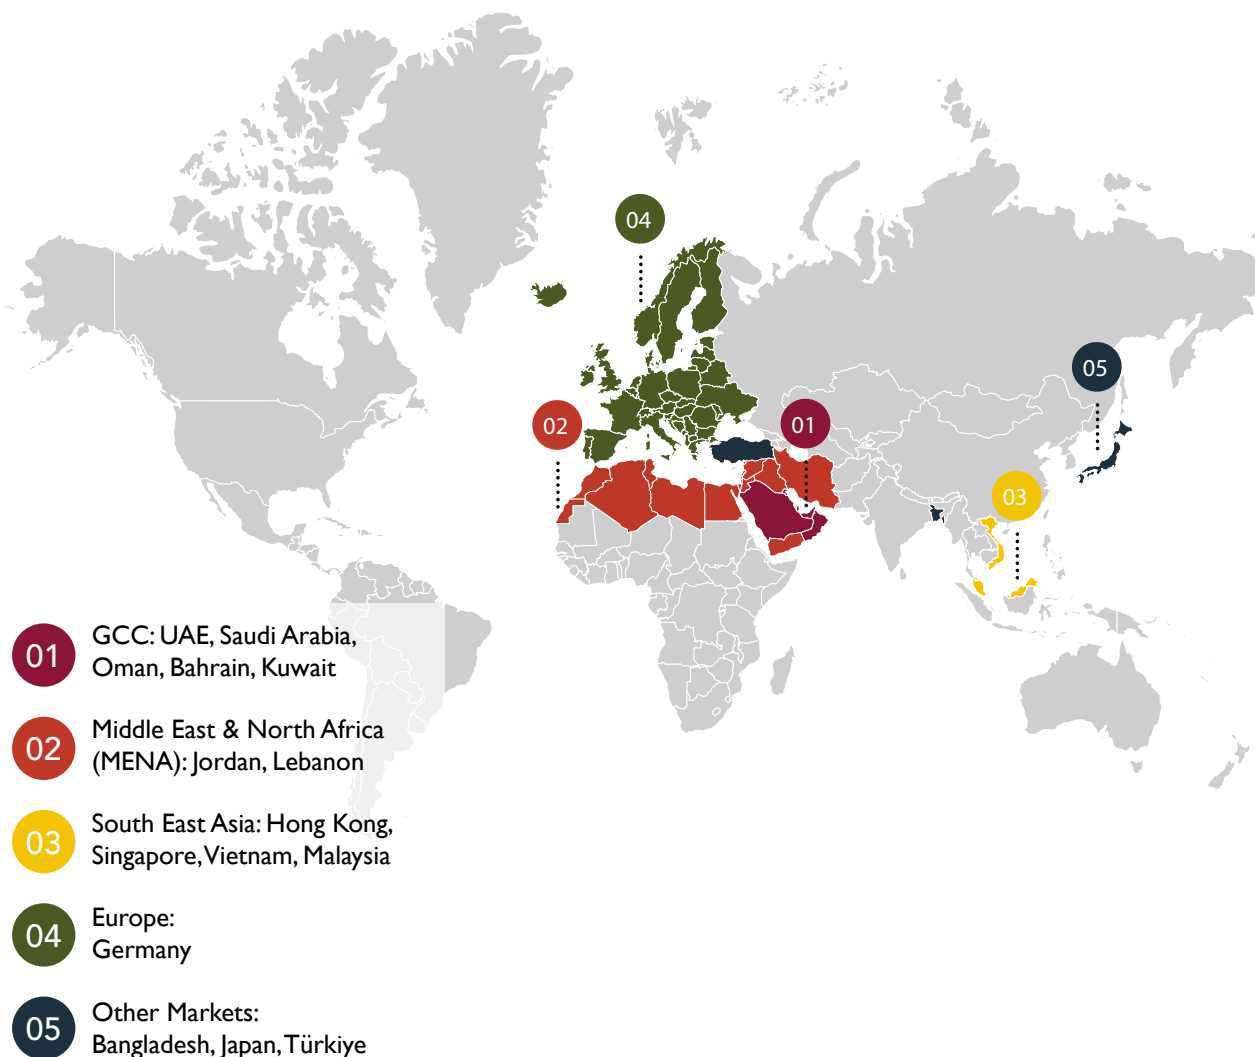 04
05
02
01
03
01
GCC: UAE, Saudi Arabia,
Oman, Bahrain, Kuwait
02
Middle East & North Africa
(MENA): Jordan, Lebanon
03
South East Asia: Hong Kong,
Singapore, Vietnam, Malaysia
04
Europe:
Germany
05
Other Markets:
Bangladesh, Japan, Türkiye